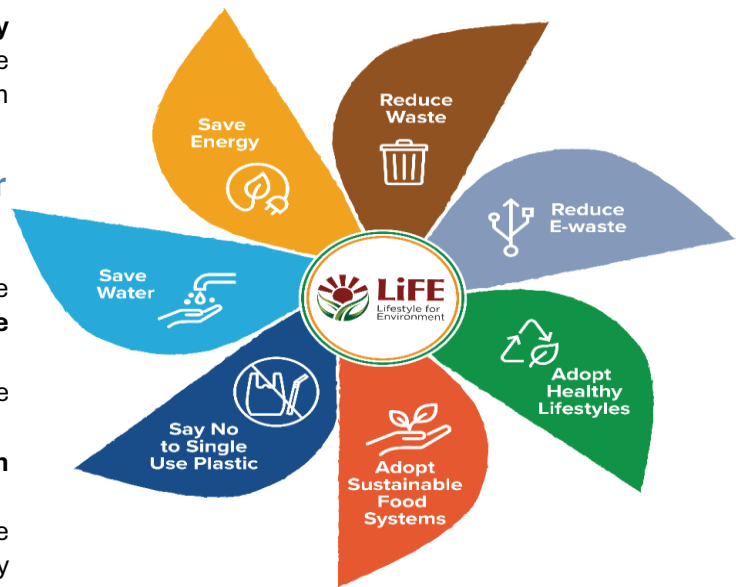 y
e
n
r
e
e
e
n
e
y
Save
Energy
Reduce
Waste
Reduce
E-waste
Adopt
Healthy
Lifestyles
Adopt
Sustainable
Food
Systems
Say No
to Single
Use Plastic
Save
Water
LiFE
Lifestyle for
Environment